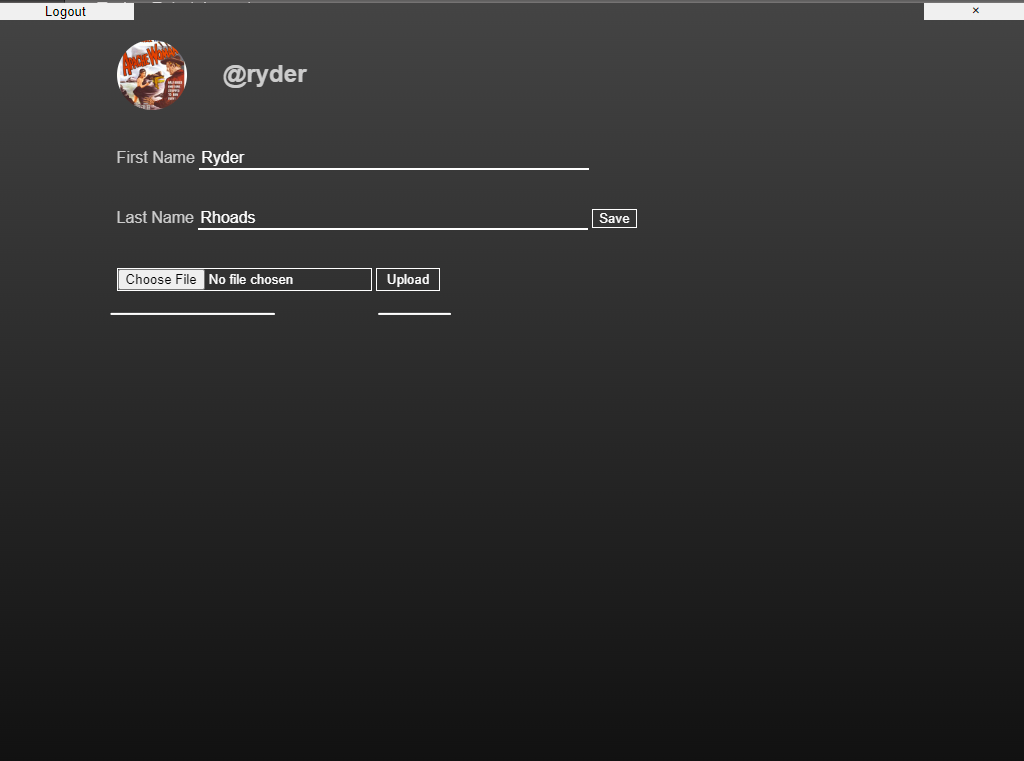 Logout ×
@ryder
First Name Ryder
Last Name Rhoads Save
Choose File No file chosen Upload